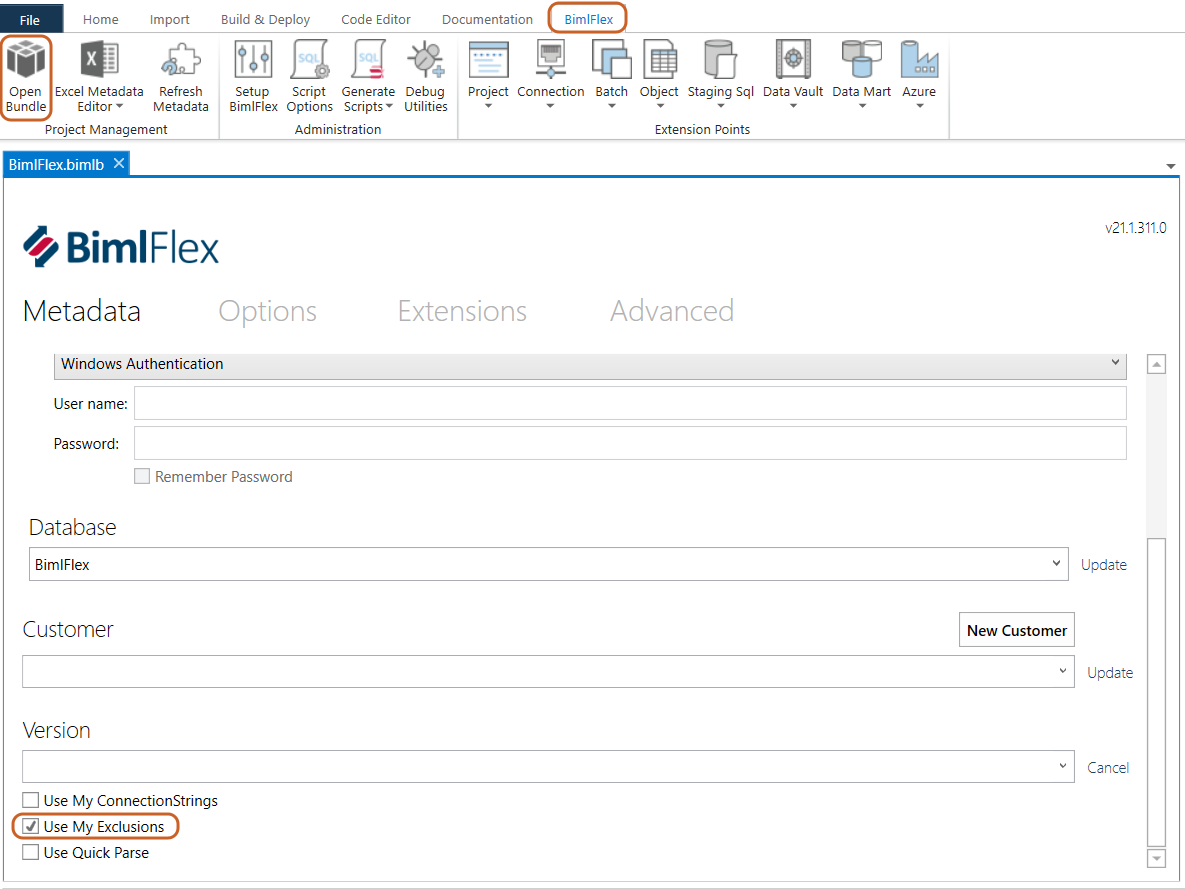 File Home Import Build & Deploy Code Editor Documentation BimlFlex
Open Bundle
Excel Metadata Editor
Refresh Metadata
Setup BimlFlex
SQL
Script Options
SQL
Generate Scripts
Debug Utilities
Project
Connection
Batch
Object
Staging Sql
Data Vault
Data Mart
Azure
Project Management
Administration
Extension Points
BimlFlex.bimlb
v21.1.311.0
BimlFlex
Metadata Options Extensions Advanced
Windows Authentication
User name:
Password:
Remember Password
Database
BimlFlex Update
Customer New Customer
Update
Version
Cancel
Use My ConnectionStrings
Use My Exclusions
Use Quick Parse